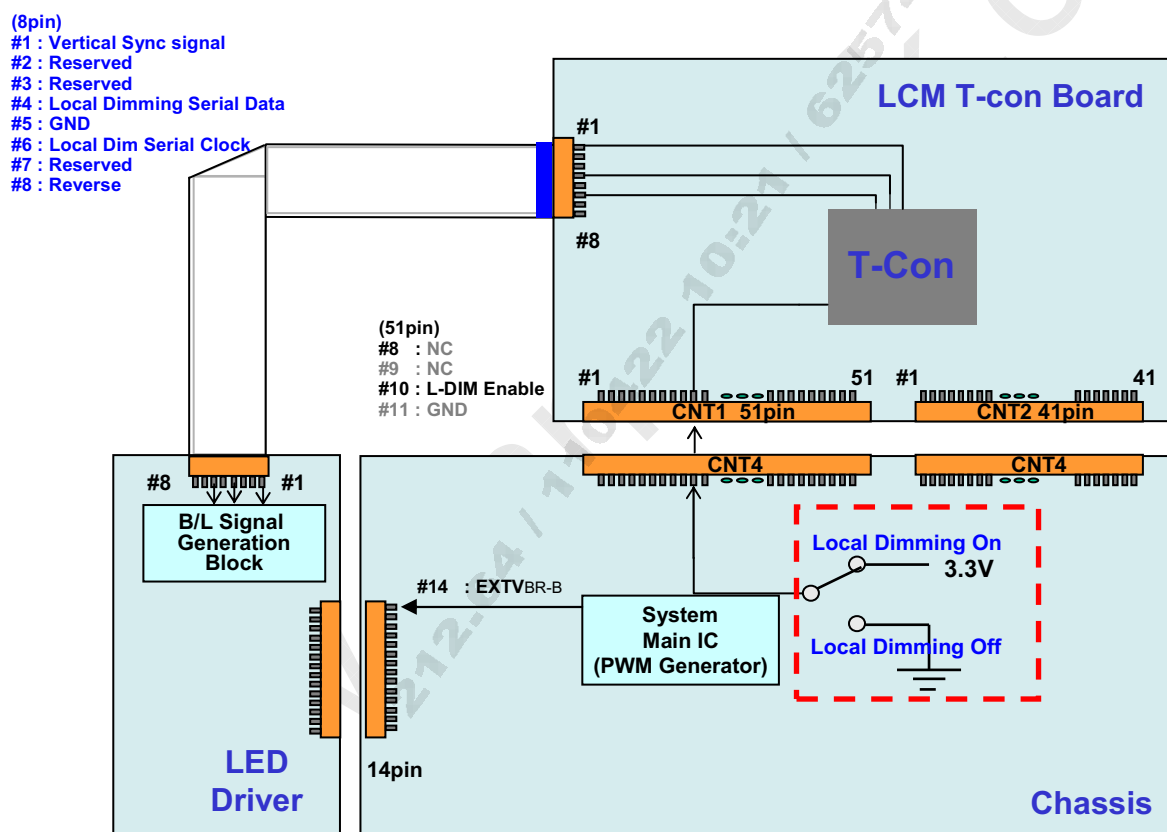 (8pin)
#1 : Vertical Sync signal
#2 : Reserved
#3 : Reserved
#4 : Local Dimming Serial Data
#5 : GND
#6 : Local Dim Serial Clock
#7 : Reserved
#8 : Reverse
LCM T-con Board
#1
#8
T-Con
(51pin)
#8 : NC
#9 : NC
#10 : L-DIM Enable
#11 : GND
#1
51
#1
41
CNT1 51pin
CNT2 41pin
CNT4
CNT4
#8
#1
B/L Signal
Generation
Block
Local Dimming On
3.3V
Local Dimming Off
#14 : EXTVBR-B
System
Main IC
(PWM Generator)
14pin
LED
Driver
Chassis